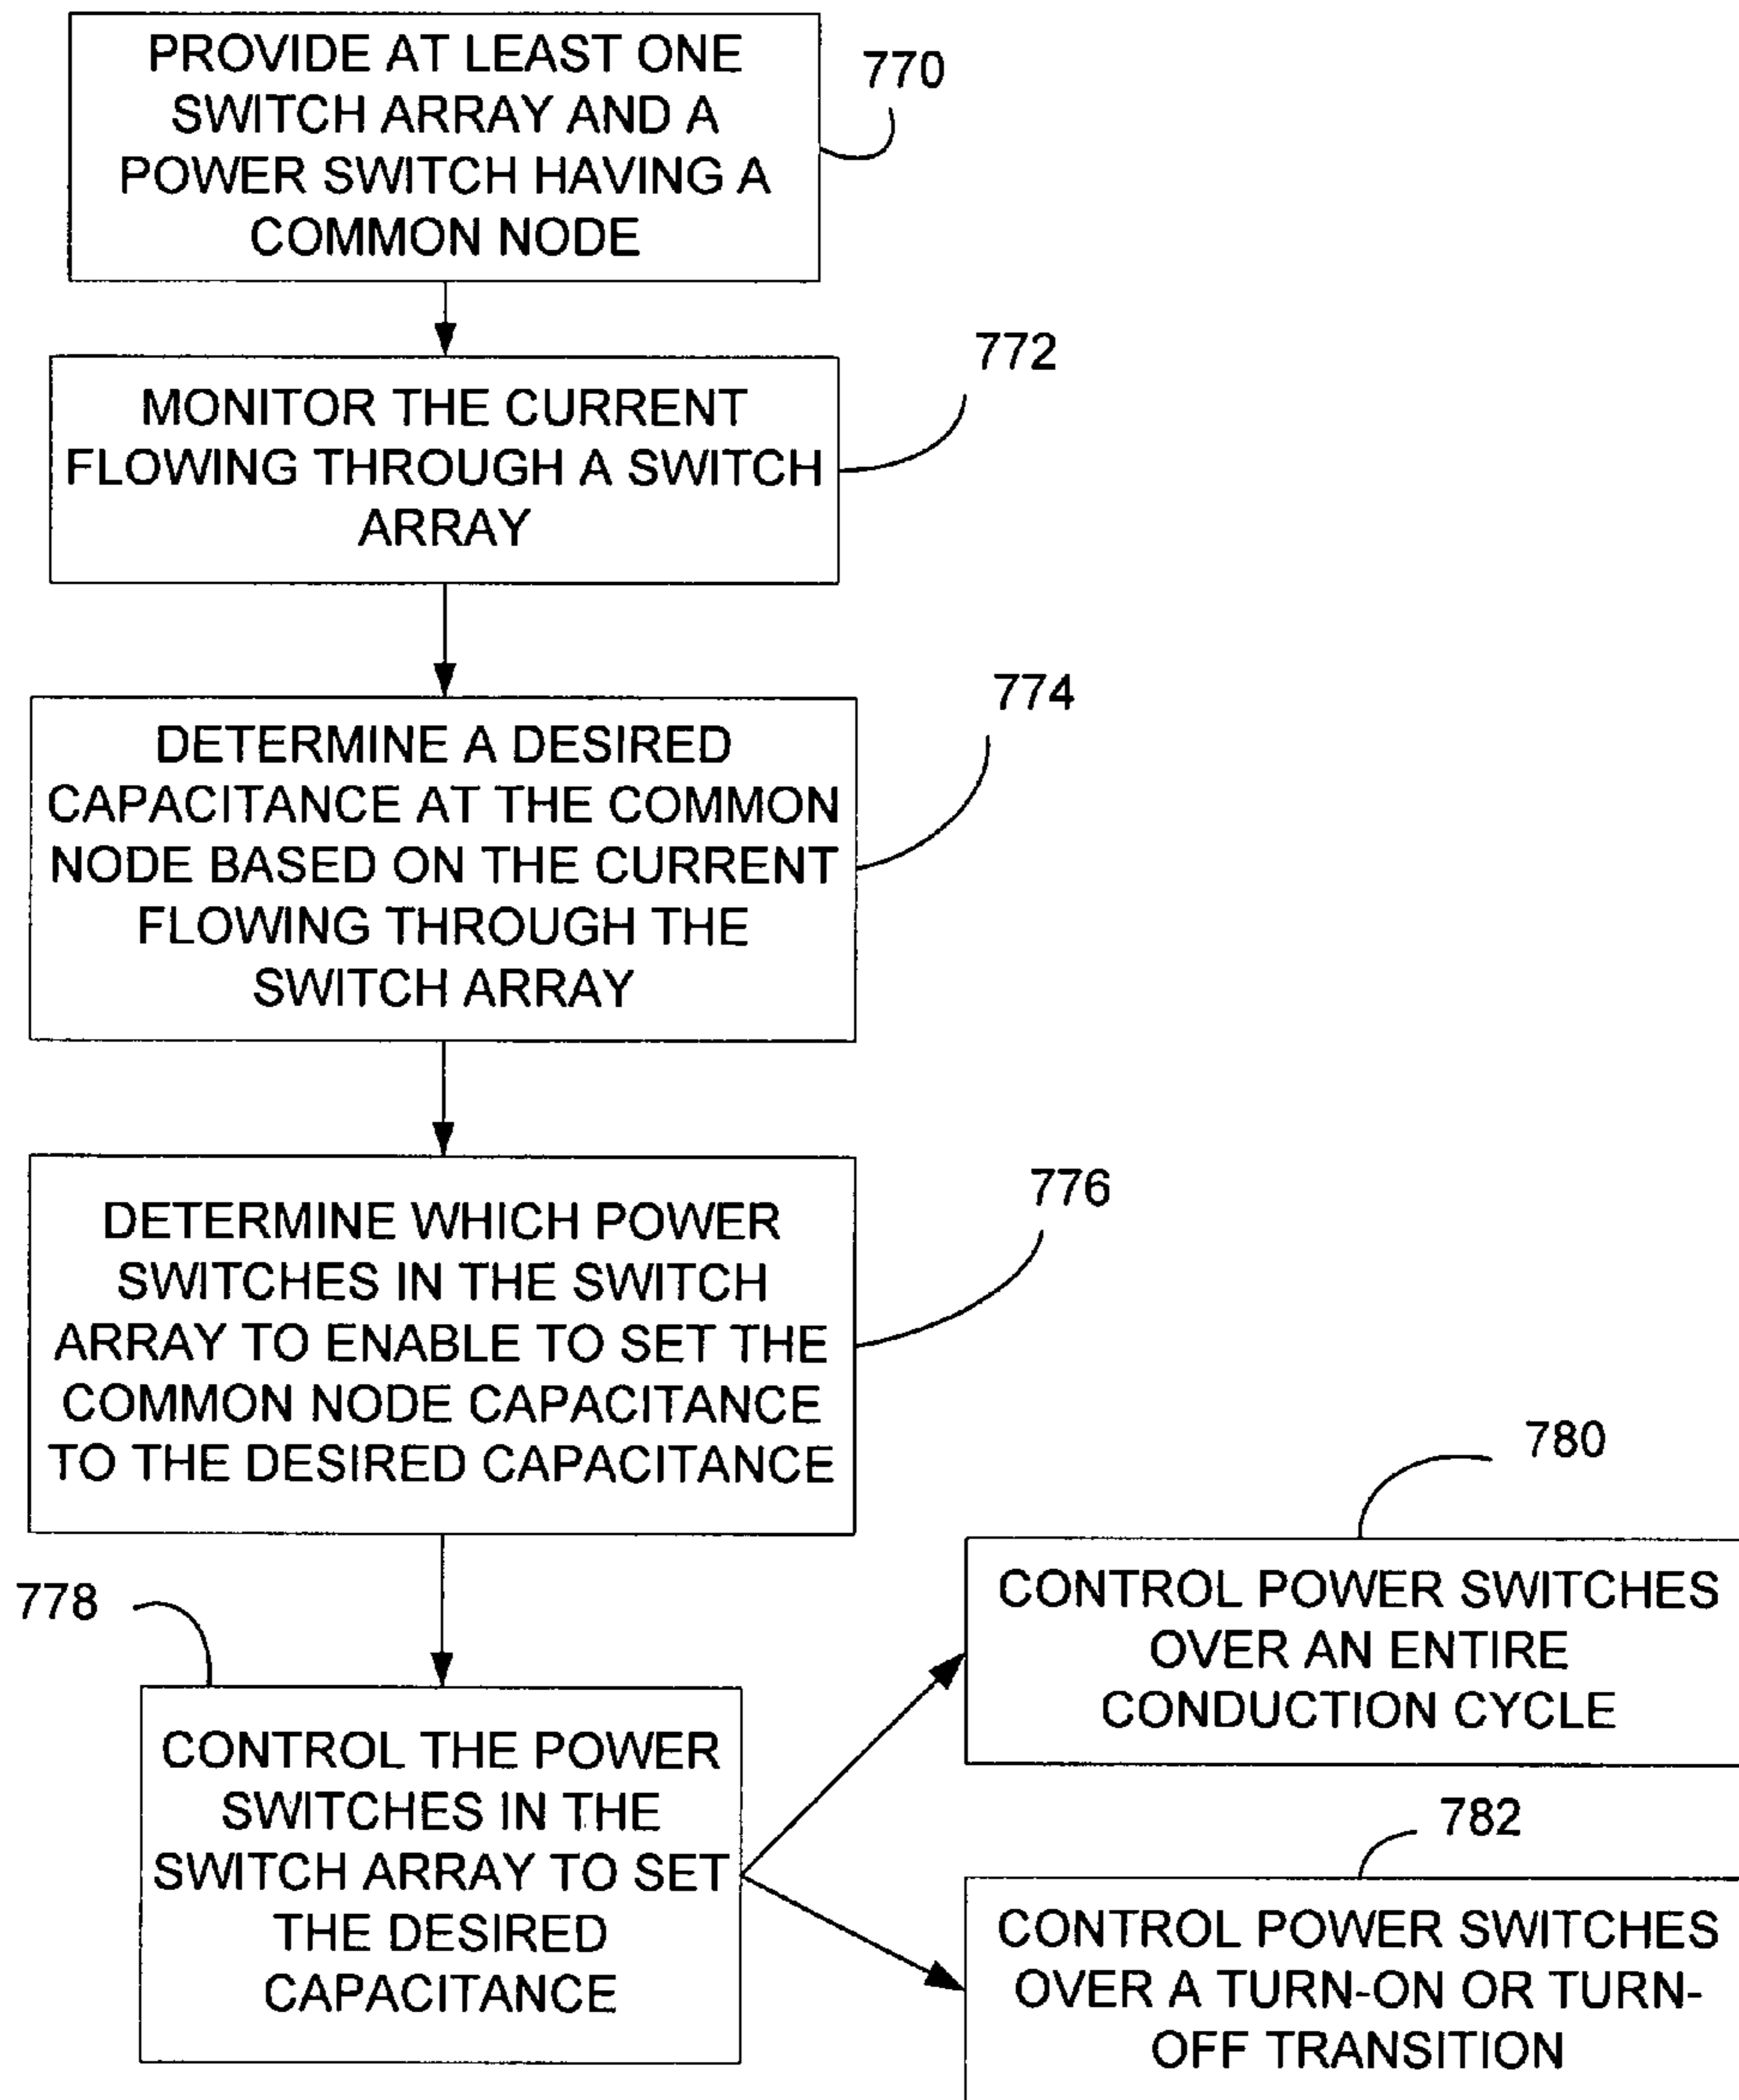 PROVIDE AT LEAST ONE
SWITCH ARRAY AND A
POWER SWITCH HAVING A
COMMON NODE
770
MONITOR THE CURRENT
FLOWING THROUGH A SWITCH
ARRAY
772
DETERMINE A DESIRED
CAPACITANCE AT THE COMMON
NODE BASED ON THE CURRENT
FLOWING THROUGH THE
SWITCH ARRAY
774
DETERMINE WHICH POWER
SWITCHES IN THE SWITCH
ARRAY TO ENABLE TO SET THE
COMMON NODE CAPACITANCE
TO THE DESIRED CAPACITANCE
776
778
CONTROL THE POWER
SWITCHES IN THE
SWITCH ARRAY TO SET
THE DESIRED
CAPACITANCE
780
CONTROL POWER SWITCHES
OVER AN ENTIRE
CONDUCTION CYCLE
782
CONTROL POWER SWITCHES
OVER A TURN-ON OR TURN-
OFF TRANSITION